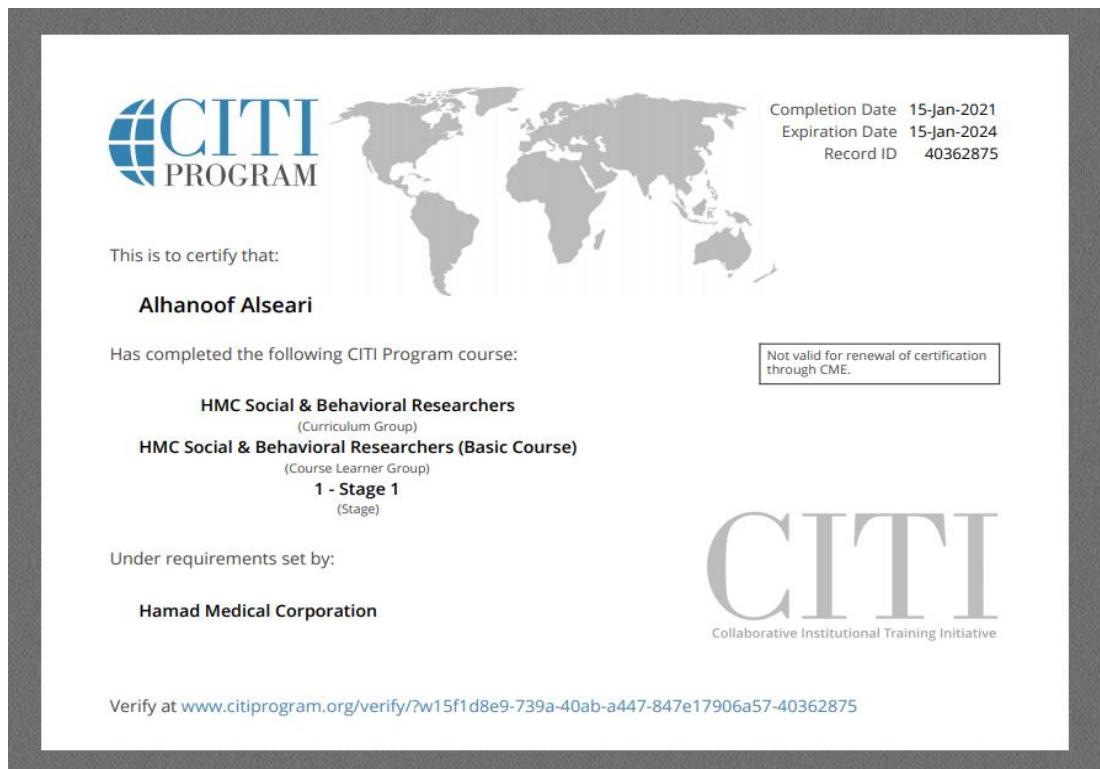 CITI
PROGRAM
Completion Date 15-Jan-2021
Expiration Date 15-Jan-2024
Record ID 40362875
This is to certify that:
Alhanoof Alseari
Has completed the following CITI Program course:
Not valid for renewal of certification
through CME.
HMC Social & Behavioral Researchers
(Curriculum Group)
HMC Social & Behavioral Researchers (Basic Course)
(Course Learner Group)
1 - Stage 1
(Stage)
Under requirements set by:
Hamad Medical Corporation
CITI
Collaborative Institutional Training Initiative
Verify at www.citiprogram.org/verify/?w15f1d8e9-739a-40ab-a447-847e17906a57-40362875